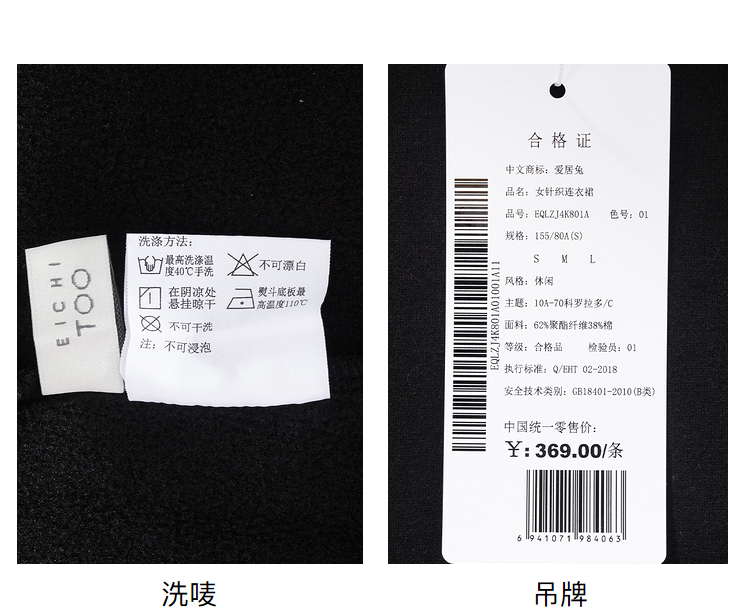 EICHI
TOO
洗涤方法:
最高洗涤温
度40℃手洗
不可漂白
在阴凉处
悬挂晾干
熨斗底板最
高温度110℃
不可干洗
注: 不可浸泡
合格证
中文商标: 爱居兔
品名: 女针织连衣裙
品号: EQLZJ4K801A 色号: 01
规格: 155/80A(S)
S M L
风格: 休闲
主题: 10A-70科罗拉多/C
面料: 62%聚酯纤维38%棉
等级: 合格品 检验员: 01
执行标准: Q/EHT 02-2018
安全技术类别: GB18401-2010(B类)
EQLZJ4K801A01001A11
中国统一零售价:
¥: 369.00/条
6 941071 984063
洗唛
吊牌